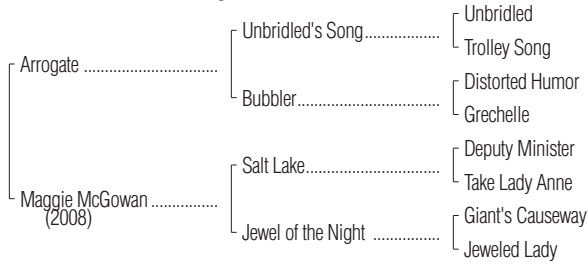 Unbridled
Unbridled's Song..................
Trolley Song
Arrogate ................................
Distorted Humor
Bubbler..................................
Grechelle
Deputy Minister
Salt Lake................................
Take Lady Anne
Maggie McGowan ................
(2008)
Giant's Causeway
Jewel of the Night ................
Jeweled Lady